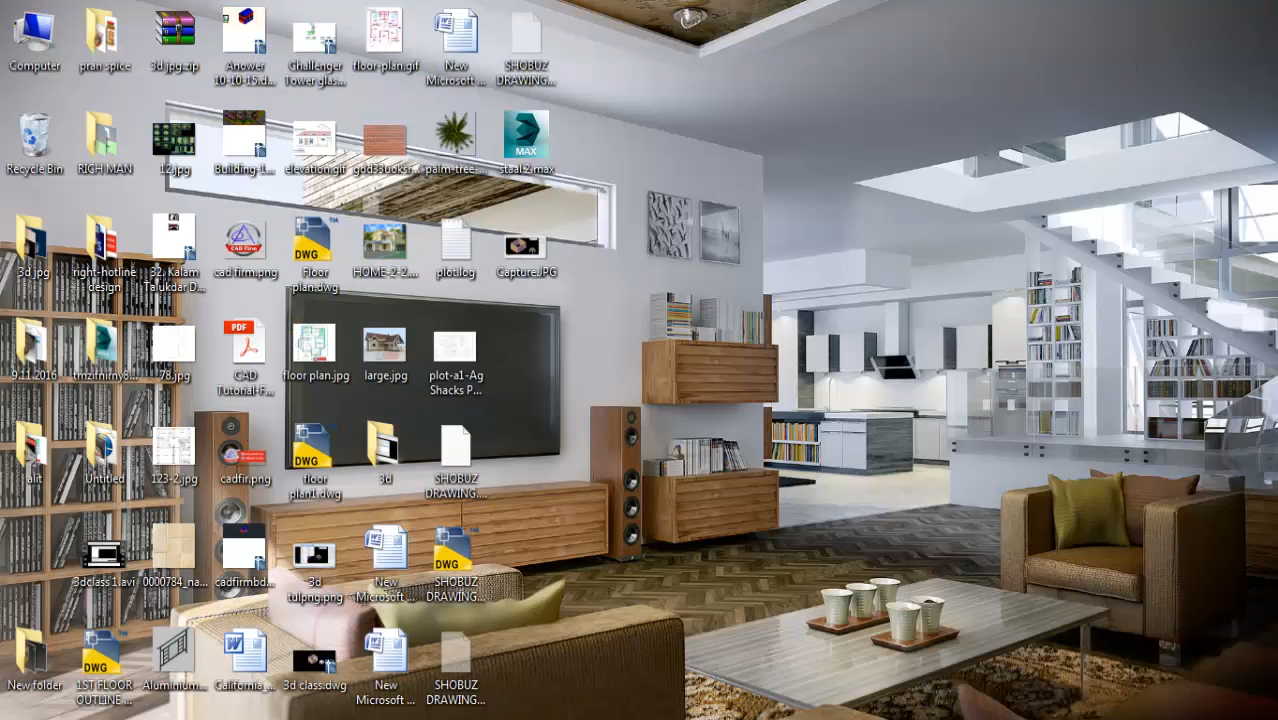 Computer
pran spice
3d.jpg.zip
Anower
10-10-15.d...
Challenger
Tower glas...
floor-plan.gif
New
Microsoft ...
SHOBUZ
DRAWING...
Recycle Bin
RICH MAN
12.jpg
Building-1...
elevation.gif
palm-tree-...
MAX
staal 2.max
3d jpg
right-hotline
design
32. Kalam
Talukdar D...
CAD Firm
cad firm.png
DWG
Floor
plan.dwg
HOME-2-2....
plotilog
Capture.JPG
9.11.2016
78.jpg
PDF
CAD
Tutorial-F...
floor plan.jpg
large.jpg
plot-a1-Ag
Shacks P...
alit
Untitled
123-2.jpg
cadfir.png
DWG
floor
plan1.dwg
3d
SHOBUZ
DRAWING....
3dclass1.avi
0000784_na...
cadfirmbd...
3d
tulpng.png
New
Microsoft ...
DWG
SHOBUZ
DRAWING...
New folder
DWG
1ST FLOOR
OUTLINE ...
Aluminium...
California_...
3d class.dwg
New
Microsoft ...
SHOBUZ
DRAWING...